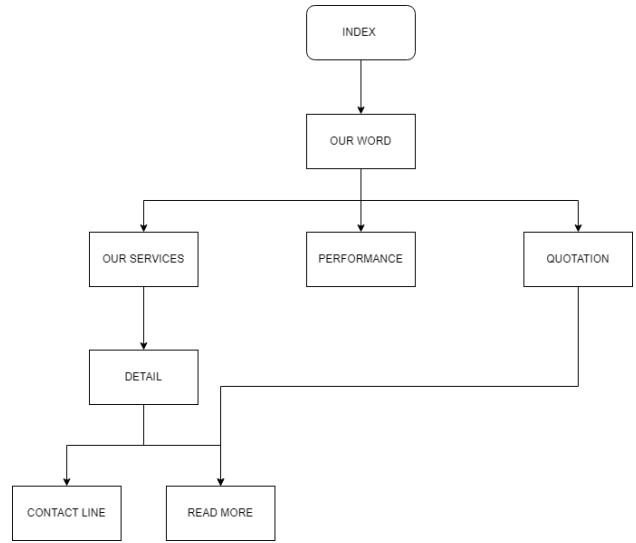 INDEX
OUR WORD
OUR SERVICES
PERFORMANCE
QUOTATION
DETAIL
CONTACT LINE
READ MORE